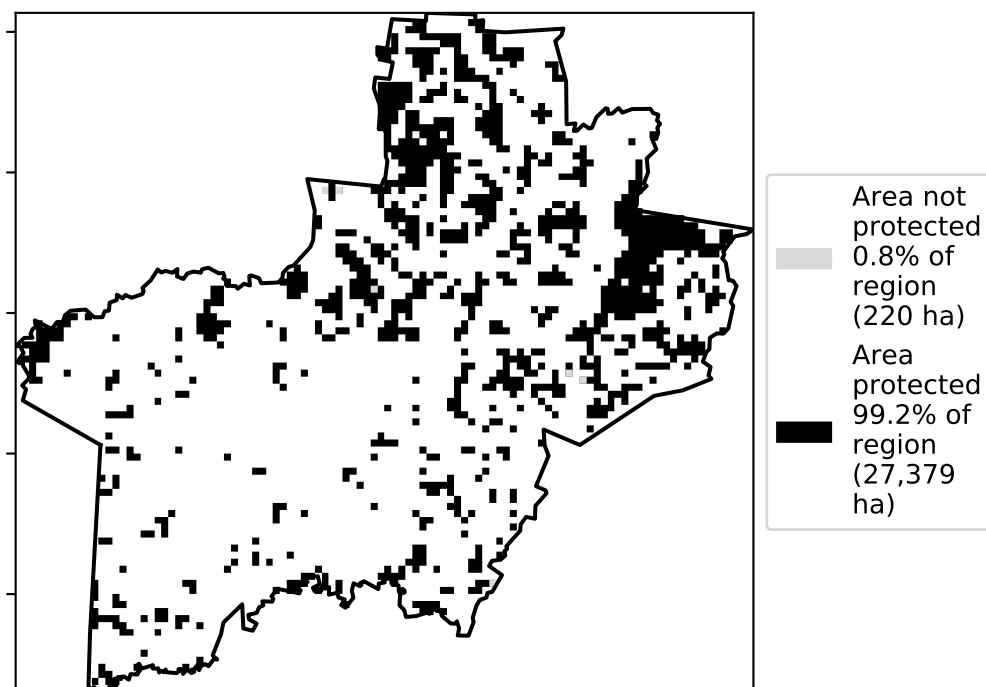 Area not
protected
0.8% of
region
(220 ha)
Area
protected
99.2% of
region
(27,379
ha)